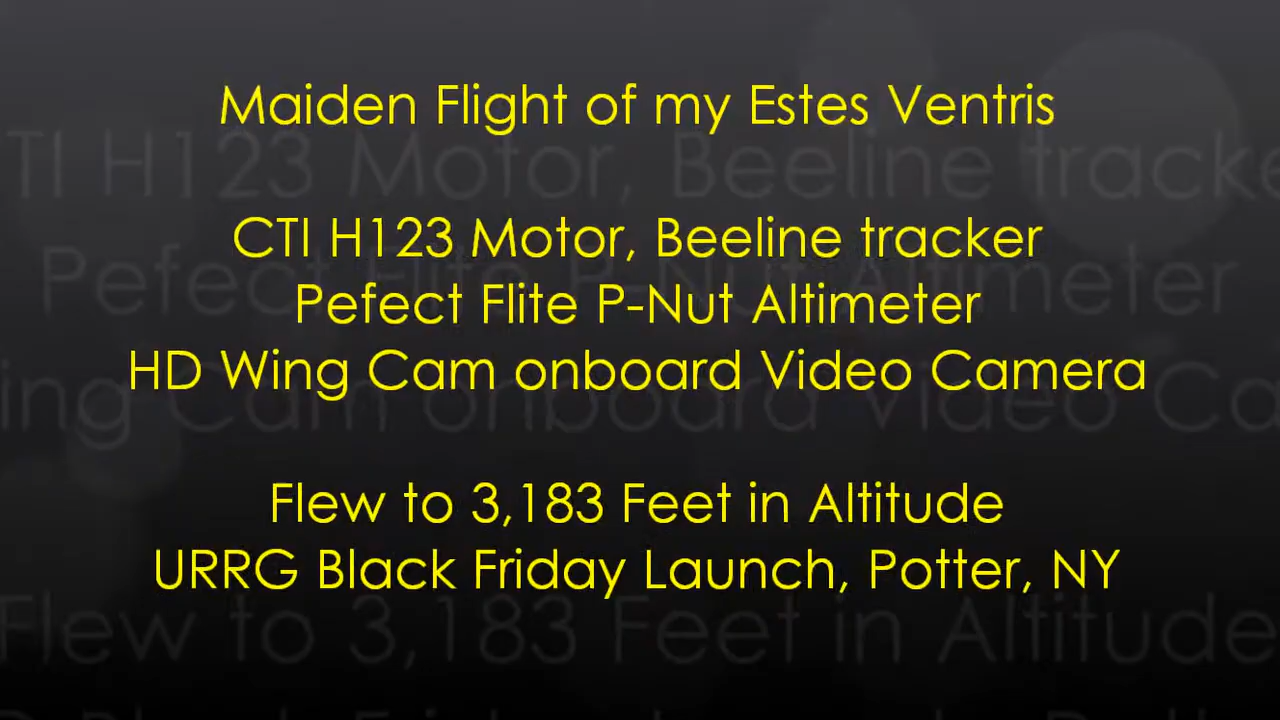 Maiden Flight of my Estes Ventris
CTI H123 Motor, Beeline tracker
Pefect Flite P-Nut Altimeter
HD Wing Cam onboard Video Camera
Flew to 3,183 Feet in Altitude
URRG Black Friday Launch, Potter, NY